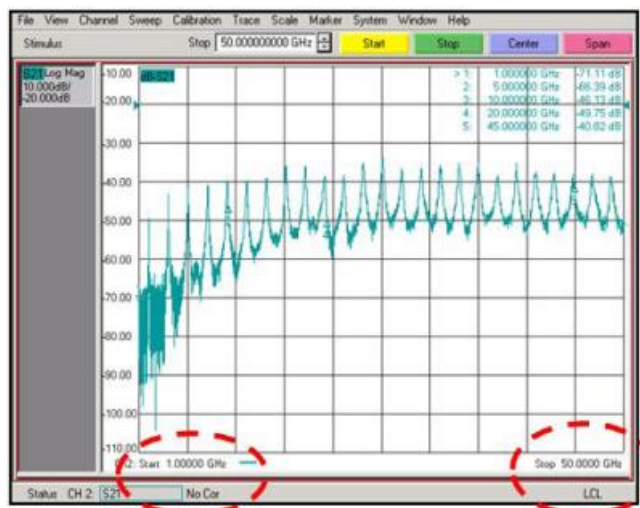 File View Channel Sweep Calibration Trace Scale Marker System Window Help
Stimulus Stop 50.000000000 GHz Start Stop Center Span
S21 Log Mag
10.000dB/
-20.000dB
-10.00
dB-S21
> 1: 1.000000 GHz -71.11 dB
2: 5.000000 GHz -66.39 dB
3: 10.000000 GHz -46.13 dB
4: 20.000000 GHz -49.75 dB
5: 45.000000 GHz -40.82 dB
-20.00
-30.00
-40.00
-50.00
-60.00
-70.00
-80.00
-90.00
-100.00
-110.00
Start 1.00000 GHz Stop 50.0000 GHz
Status CH 2: S21 No Cor LCL